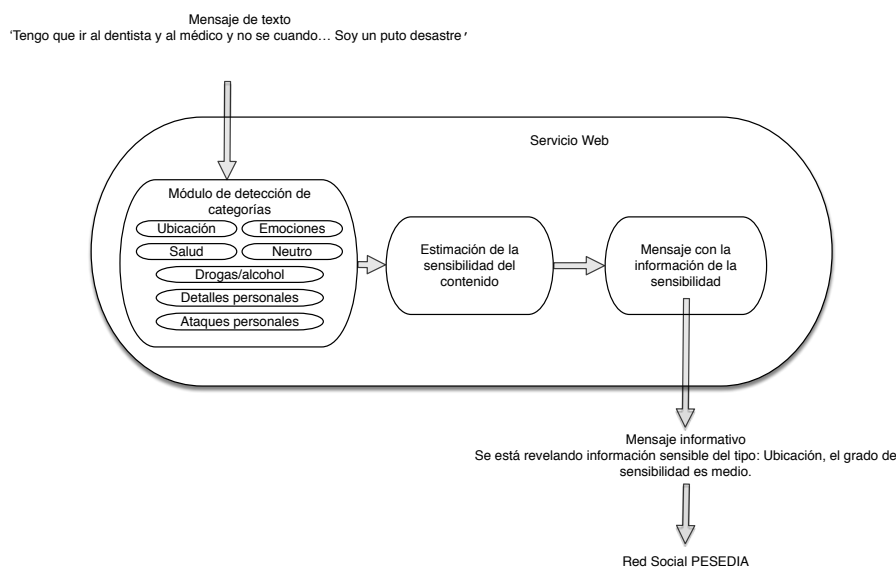 Mensaje de texto
'Tengo que ir al dentista y al médico y no se cuando... Soy un puto desastre'
Servicio Web
Módulo de detección de
categorías
Ubicación
Emociones
Salud
Neutro
Drogas/alcohol
Detalles personales
Ataques personales
Estimación de la
sensibilidad del
contenido
Mensaje con la
información de la
sensibilidad
Mensaje informativo
Se está revelando información sensible del tipo: Ubicación, el grado de
sensibilidad es medio.
Red Social PESEDIA